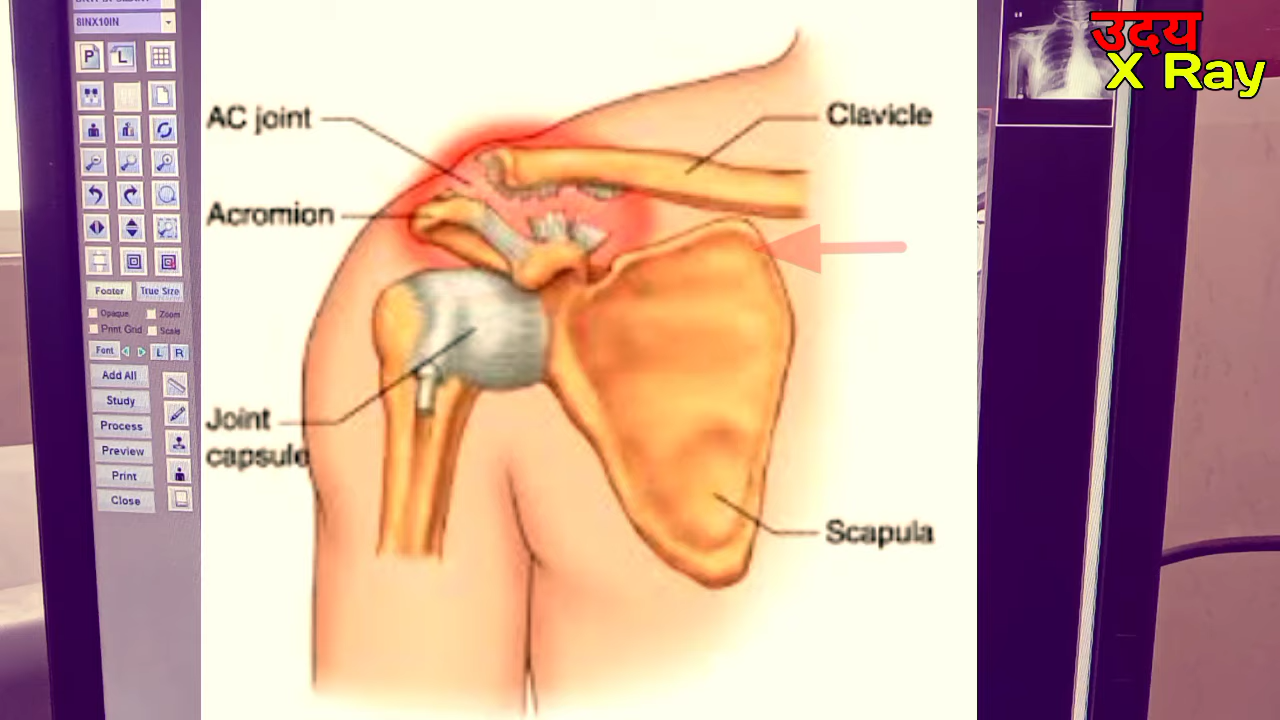 8INX10IN
P
L
Footer
True Size
Opaque
Zoom
Print Grid
Scale
Font
L
R
Add All
Study
Process
Preview
Print
Close
AC joint
Acromion
Joint
capsule
Clavicle
Scapula
उदय
X Ray